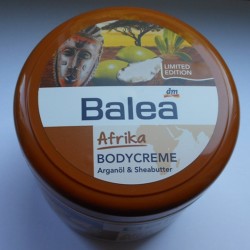 LIMITED
EDITION
dm
Balea
Afrika
BODYCREME
Arganöl & Sheabutter